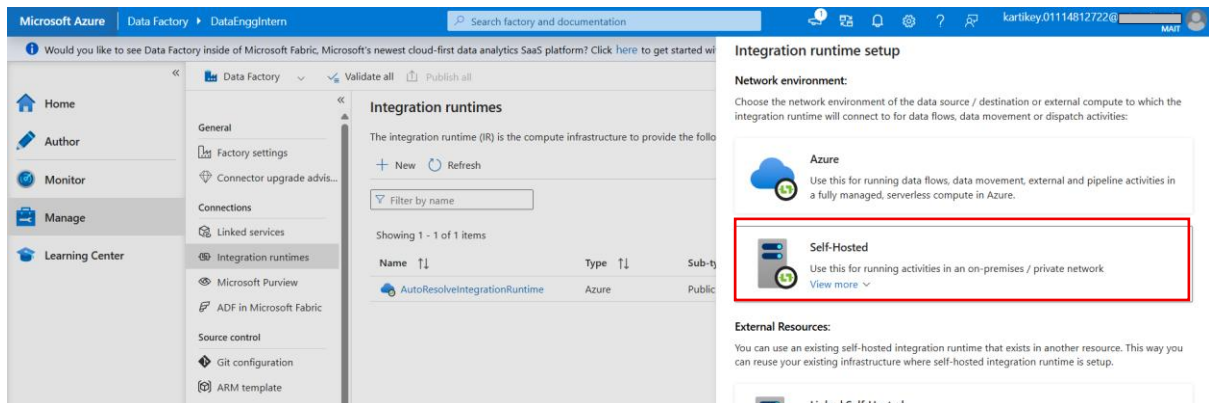 Microsoft Azure
Data Factory
DataEnggIntern
Search factory and documentation
?
kartikey.01114812722@
MAIT
Would you like to see Data Factory inside of Microsoft Fabric, Microsoft's newest cloud-first data analytics SaaS platform? Click here to get started
«
Home
Author
Monitor
Manage
Learning Center
Data Factory
Validate all
Publish all
«
General
Factory settings
Connector upgrade advis...
Connections
Linked services
Integration runtimes
Microsoft Purview
ADF in Microsoft Fabric
Source control
Git configuration
ARM template
Integration runtimes
The integration runtime (IR) is the compute infrastructure to provide the follo
+ New Refresh
Filter by name
Showing 1 - 1 of 1 items
Name ↑↓ Type ↑↓ Sub-ty
AutoResolveIntegrationRuntime Azure Public
Integration runtime setup
Network environment:
Choose the network environment of the data source / destination or external compute to which the
integration runtime will connect to for data flows, data movement or dispatch activities:
Azure
Use this for running data flows, data movement, external and pipeline activities in
a fully managed, serverless compute in Azure.
Self-Hosted
Use this for running activities in an on-premises / private network
View more
External Resources:
You can use an existing self-hosted integration runtime that exists in another resource. This way you
can reuse your existing infrastructure where self-hosted integration runtime is setup.